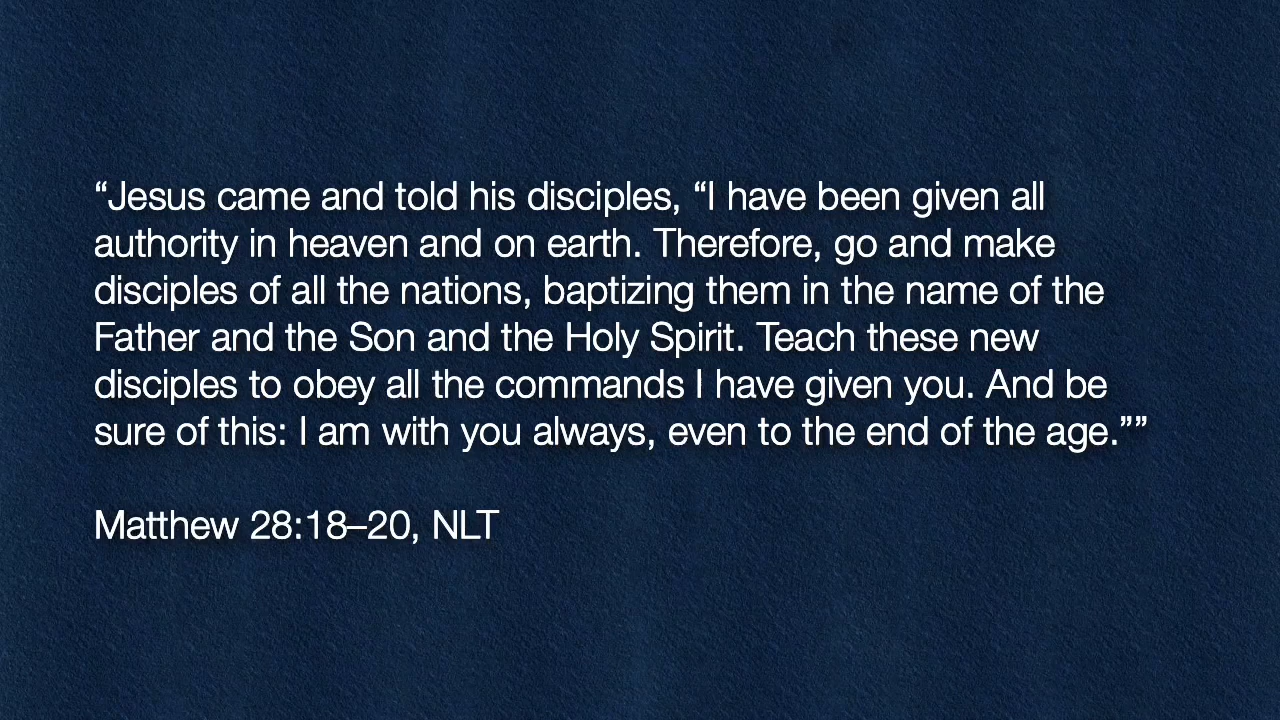 “Jesus came and told his disciples, “I have been given all
authority in heaven and on earth. Therefore, go and make
disciples of all the nations, baptizing them in the name of the
Father and the Son and the Holy Spirit. Teach these new
disciples to obey all the commands I have given you. And be
sure of this: I am with you always, even to the end of the age.””
Matthew 28:18–20, NLT